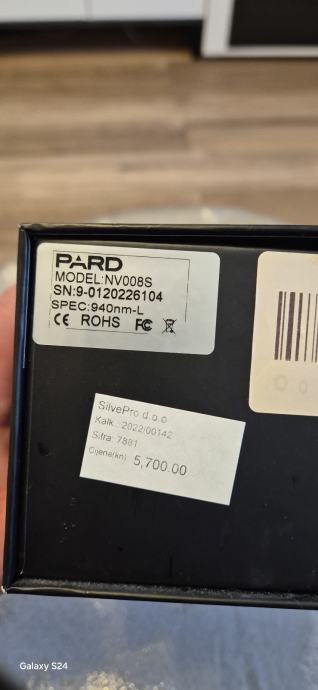 PARD
MODEL:NV008S
SN:9-0120226104
SPEC:940nm-L
CE ROHS FC
SilvePro d.o.o
Kalk.: 2022/00142
Sifra: 7881
Cijena(kn): 5,700.00
Galaxy S24